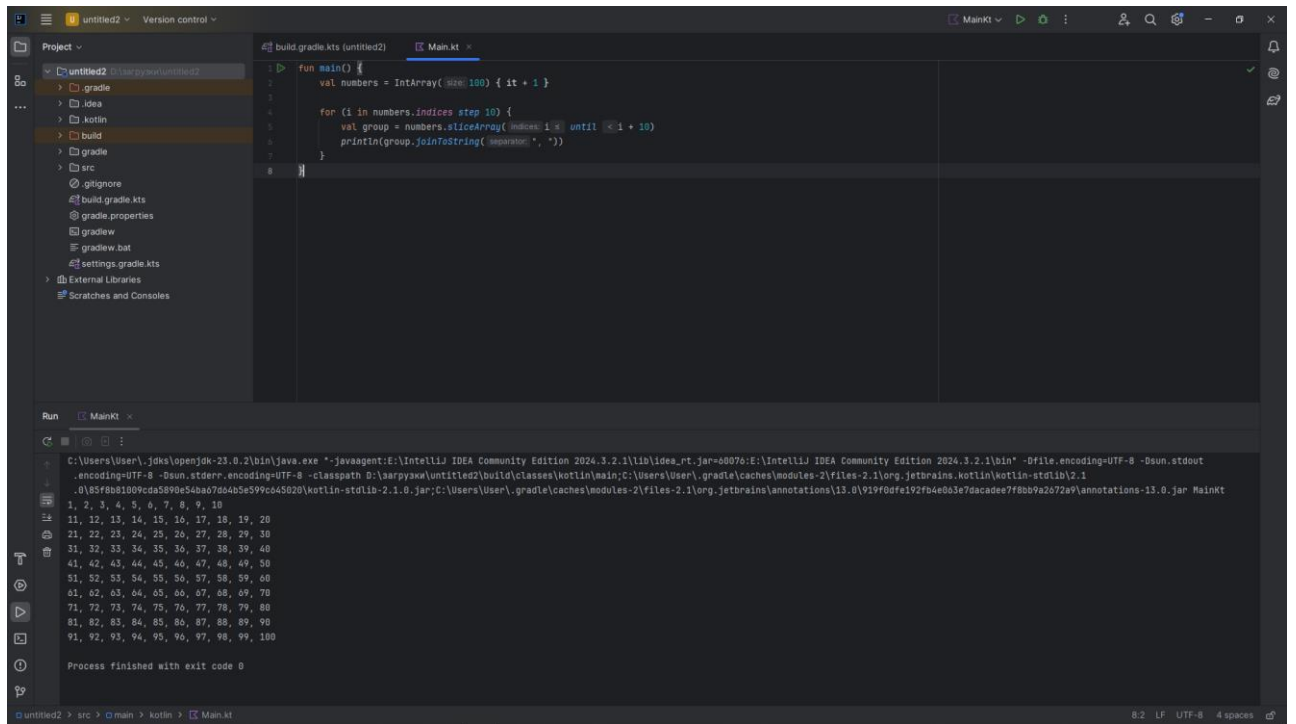 U untitled2 Version control MainKt
Project
build.gradle.kts (untitled2) Main.kt
untitled2 D:\загрузки\untitled2
.gradle
.idea
.kotlin
build
gradle
src
.gitignore
build.gradle.kts
gradle.properties
gradlew
gradlew.bat
settings.gradle.kts
External Libraries
Scratches and Consoles
1 fun main() {
2 val numbers = IntArray( size: 100) { it + 1 }
3
4 for (i in numbers.indices step 10) {
5 val group = numbers.sliceArray( indices: i ≤ until < i + 10)
6 println(group.joinToString( separator: ", "))
7 }
8 }
Run MainKt
C:\Users\User\.jdks\openjdk-23.0.2\bin\java.exe "-javaagent:E:\IntelliJ IDEA Community Edition 2024.3.2.1\lib\idea_rt.jar=60076:E:\IntelliJ IDEA Community Edition 2024.3.2.1\bin" -Dfile.encoding=UTF-8 -Dsun.stdout
.encoding=UTF-8 -Dsun.stderr.encoding=UTF-8 -classpath D:\загрузки\untitled2\build\classes\kotlin\main;C:\Users\User\.gradle\caches\modules-2\files-2.1\org.jetbrains.kotlin\kotlin-stdlib\2.1
.0\85f8b81009cda5890e54ba67d64b5e599c645020\kotlin-stdlib-2.1.0.jar;C:\Users\User\.gradle\caches\modules-2\files-2.1\org.jetbrains\annotations\13.0\919f0dfe192fb4e063e7dacadee7f8bb9a2672a9\annotations-13.0.jar MainKt
1, 2, 3, 4, 5, 6, 7, 8, 9, 10
11, 12, 13, 14, 15, 16, 17, 18, 19, 20
21, 22, 23, 24, 25, 26, 27, 28, 29, 30
31, 32, 33, 34, 35, 36, 37, 38, 39, 40
41, 42, 43, 44, 45, 46, 47, 48, 49, 50
51, 52, 53, 54, 55, 56, 57, 58, 59, 60
61, 62, 63, 64, 65, 66, 67, 68, 69, 70
71, 72, 73, 74, 75, 76, 77, 78, 79, 80
81, 82, 83, 84, 85, 86, 87, 88, 89, 90
91, 92, 93, 94, 95, 96, 97, 98, 99, 100
Process finished with exit code 0
untitled2 > src > main > kotlin > Main.kt 8:2 LF UTF-8 4 spaces